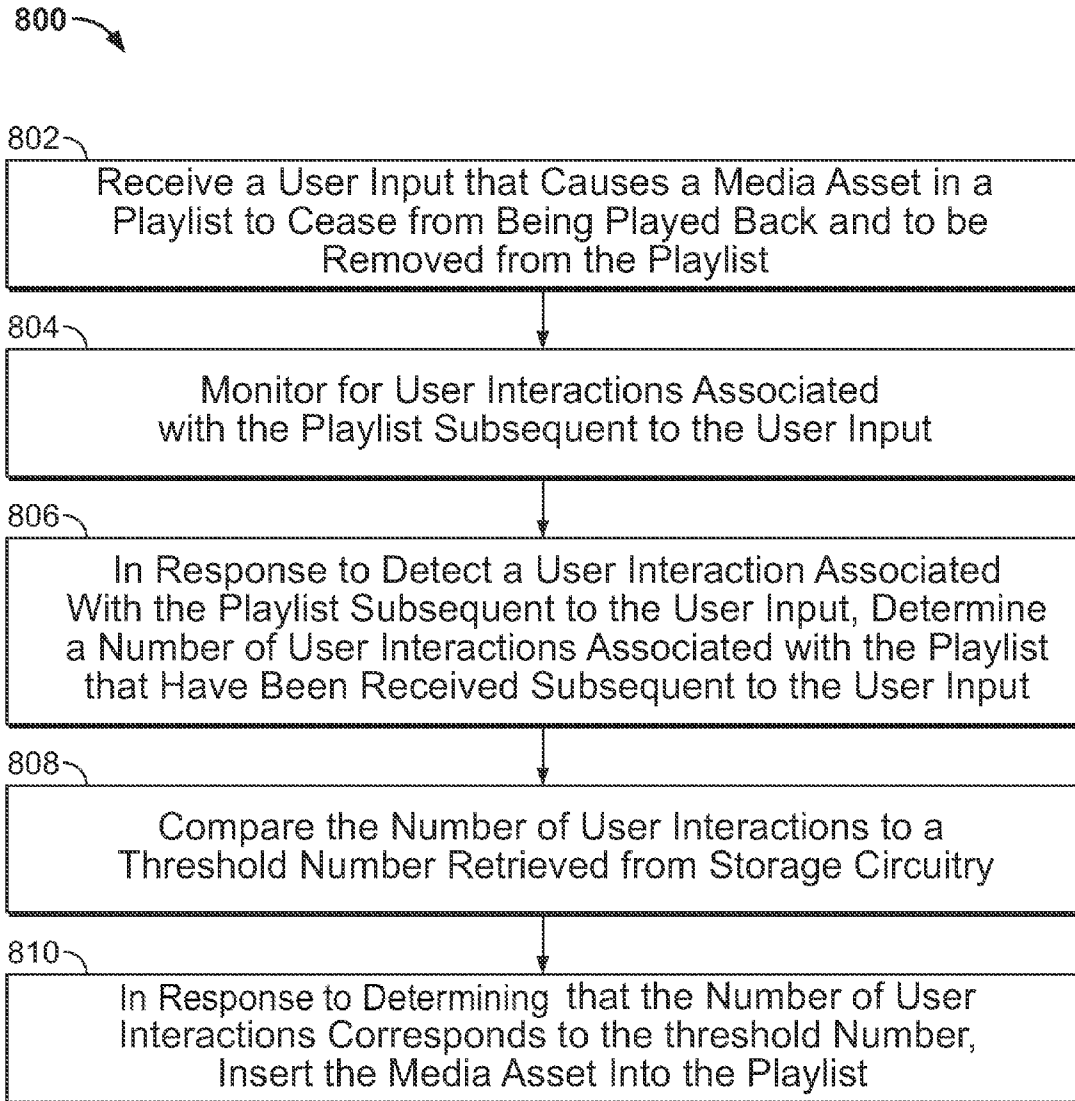 800
802
Receive a User Input that Causes a Media Asset in a
Playlist to Cease from Being Played Back and to be
Removed from the Playlist
804
Monitor for User Interactions Associated
with the Playlist Subsequent to the User Input
806
In Response to Detect a User Interaction Associated
With the Playlist Subsequent to the User Input, Determine
a Number of User Interactions Associated with the Playlist
that Have Been Received Subsequent to the User Input
808
Compare the Number of User Interactions to a
Threshold Number Retrieved from Storage Circuitry
810
In Response to Determining that the Number of User
Interactions Corresponds to the threshold Number,
Insert the Media Asset Into the Playlist